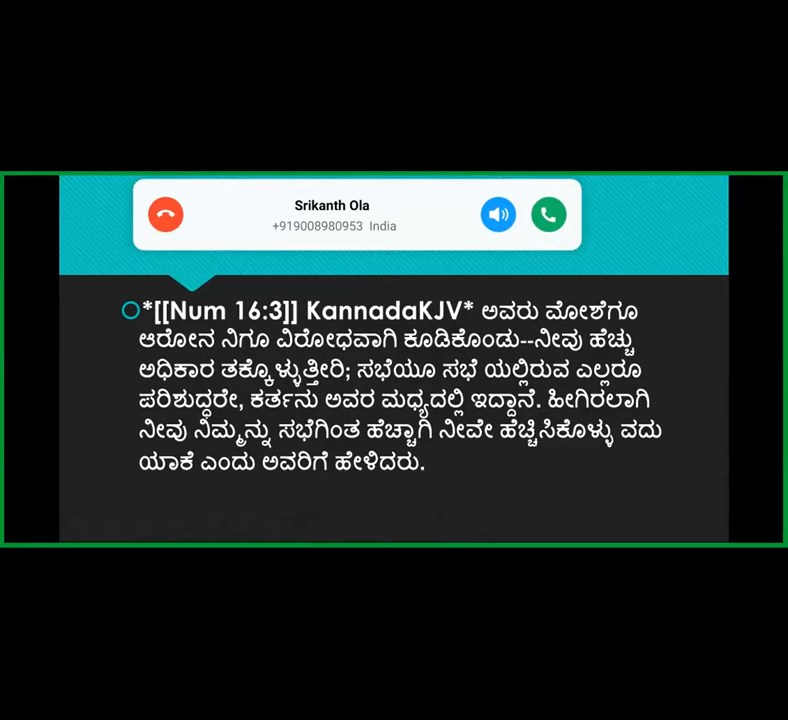 Srikanth Ola
+919008980953 India
*[[Num 16:3]] KannadaKJV* ಅವರು ಮೋಶೆಗೂ
ಆರೋನ ನಿಗೂ ವಿರೋಧವಾಗಿ ಕೂಡಿಕೊಂಡು--ನೀವು ಹೆಚ್ಚು
ಅಧಿಕಾರ ತಕ್ಕೊಳ್ಳುತ್ತೀರಿ; ಸಭೆಯೂ ಸಭೆ ಯಲ್ಲಿರುವ ಎಲ್ಲರೂ
ಪರಿಶುದ್ಧರೇ, ಕರ್ತನು ಅವರ ಮಧ್ಯದಲ್ಲಿ ಇದ್ದಾನೆ. ಹೀಗಿರಲಾಗಿ
ನೀವು ನಿಮ್ಮನ್ನು ಸಭೆಗಿಂತ ಹೆಚ್ಚಾಗಿ ನೀವೇ ಹೆಚ್ಚಿಸಿಕೊಳ್ಳು ವದು
ಯಾಕೆ ಎಂದು ಅವರಿಗೆ ಹೇಳಿದರು.